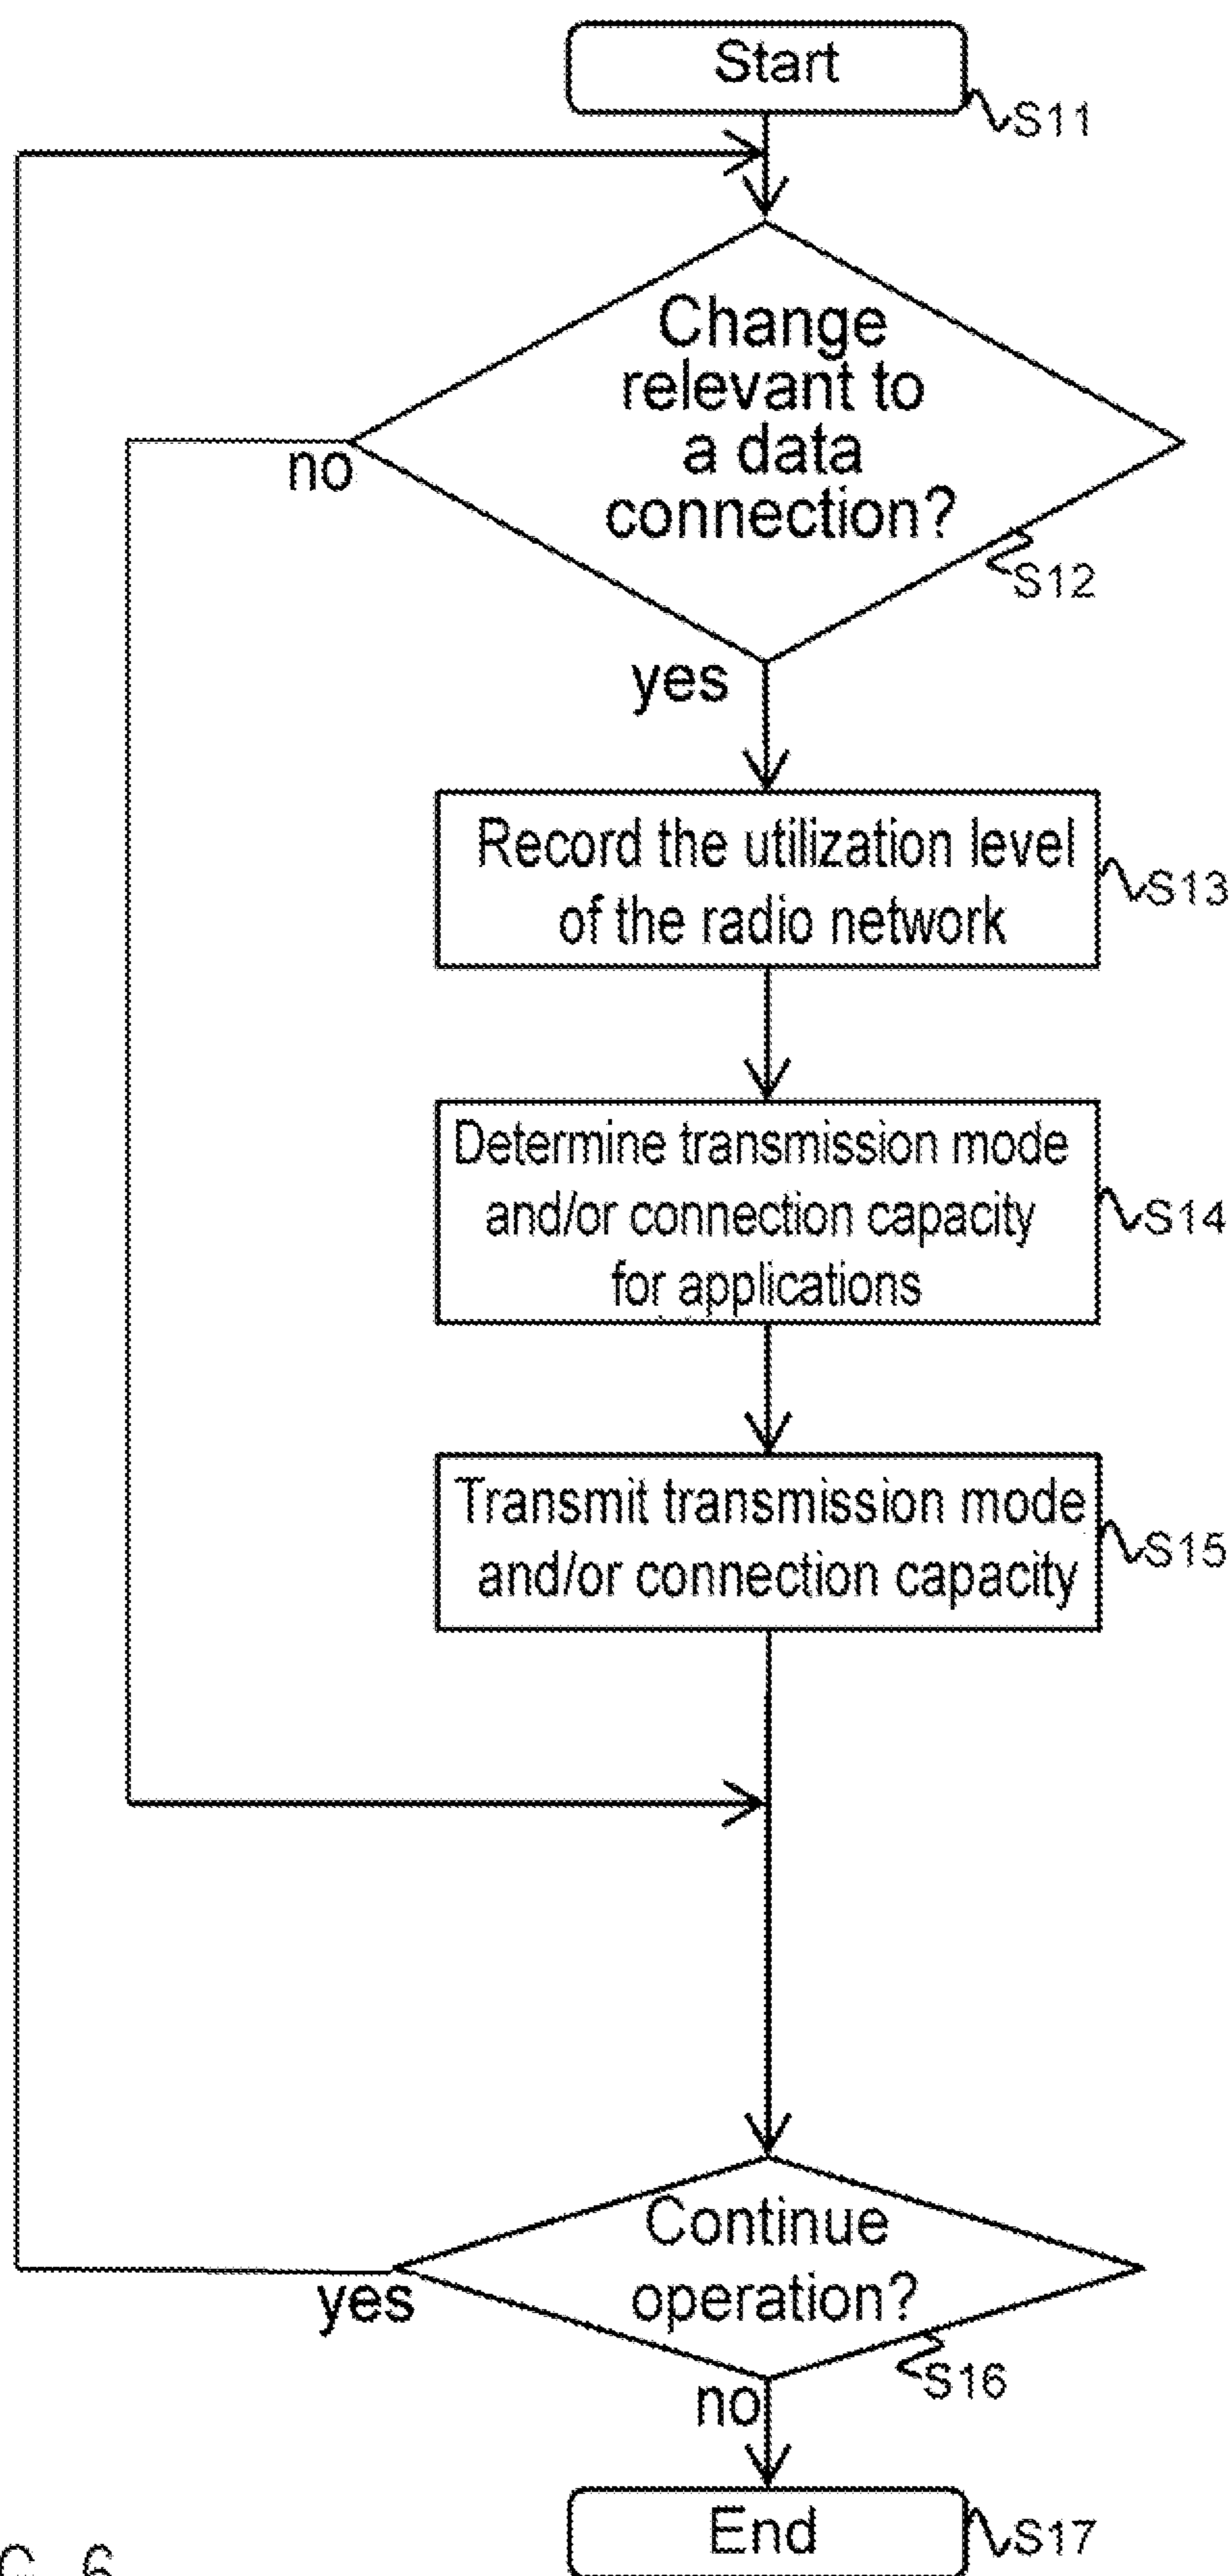 Start
S11
Change
relevant to
a data
connection?
no
S12
yes
Record the utilization level
of the radio network
S13
Determine transmission mode
and/or connection capacity
for applications
S14
Transmit transmission mode
and/or connection capacity
S15
Continue
operation?
yes
S16
no
End
S17
6